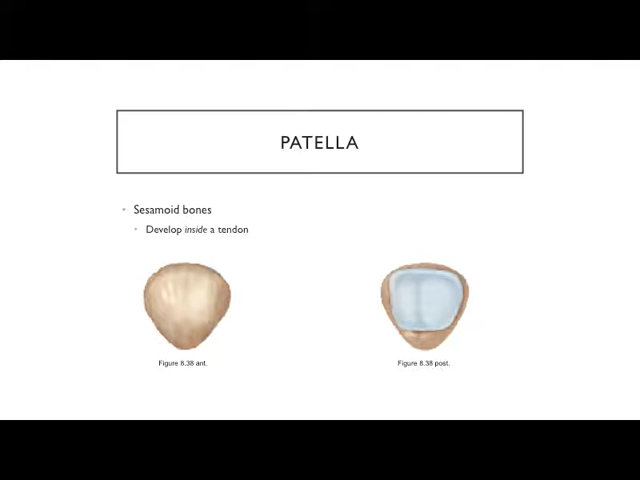 PATELLA
Sesamoid bones
Develop inside a tendon
Figure 8.38 ant.
Figure 8.38 post.